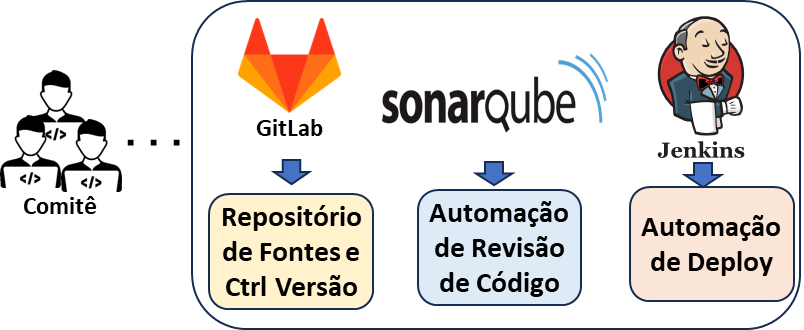 GitLab
sonarqube
Jenkins
</>
</>
</>
Comitê
...
Repositório
de Fontes e
Ctrl Versão
Automação
de Revisão
de Código
Automação
de Deploy